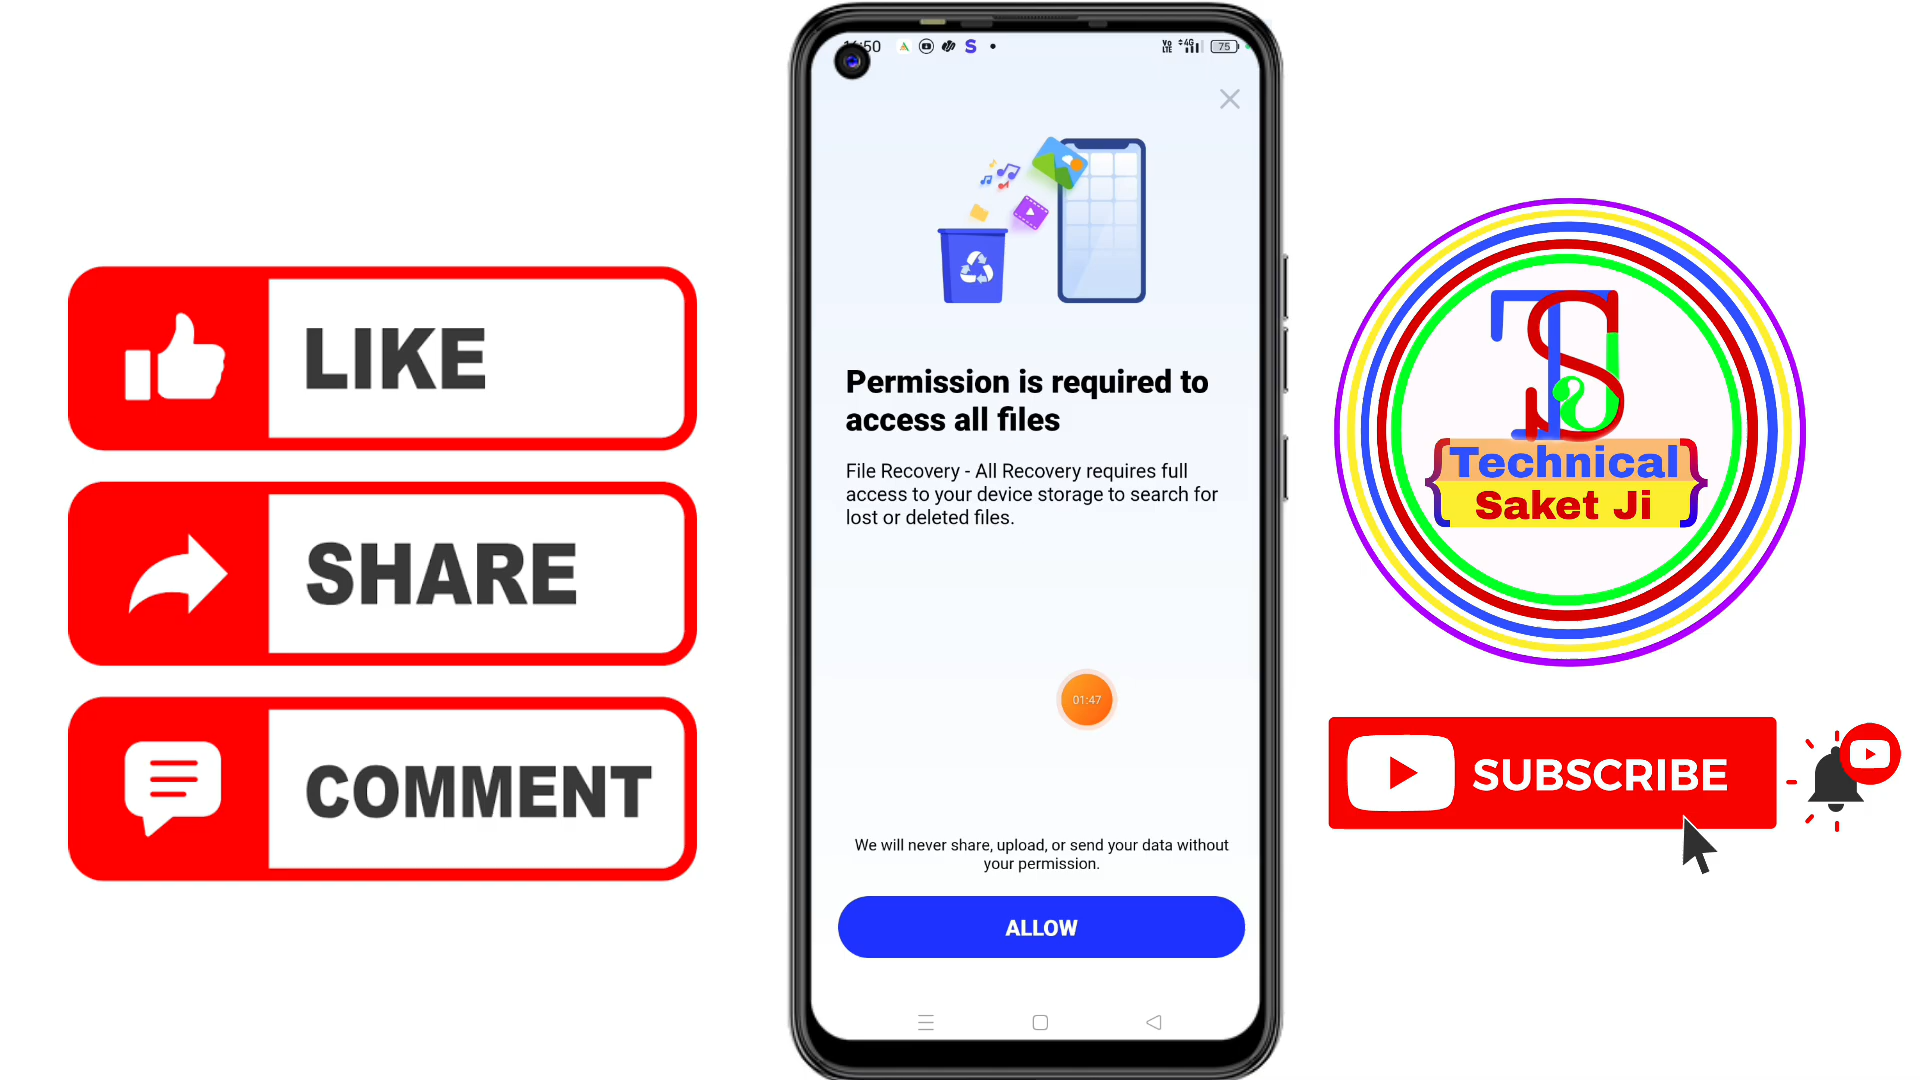 LIKE
SHARE
COMMENT
75
Permission is required to
access all files
File Recovery - All Recovery requires full
access to your device storage to search for
lost or deleted files.
01:47
We will never share, upload, or send your data without
your permission.
ALLOW
TS
Technical
Saket Ji
SUBSCRIBE